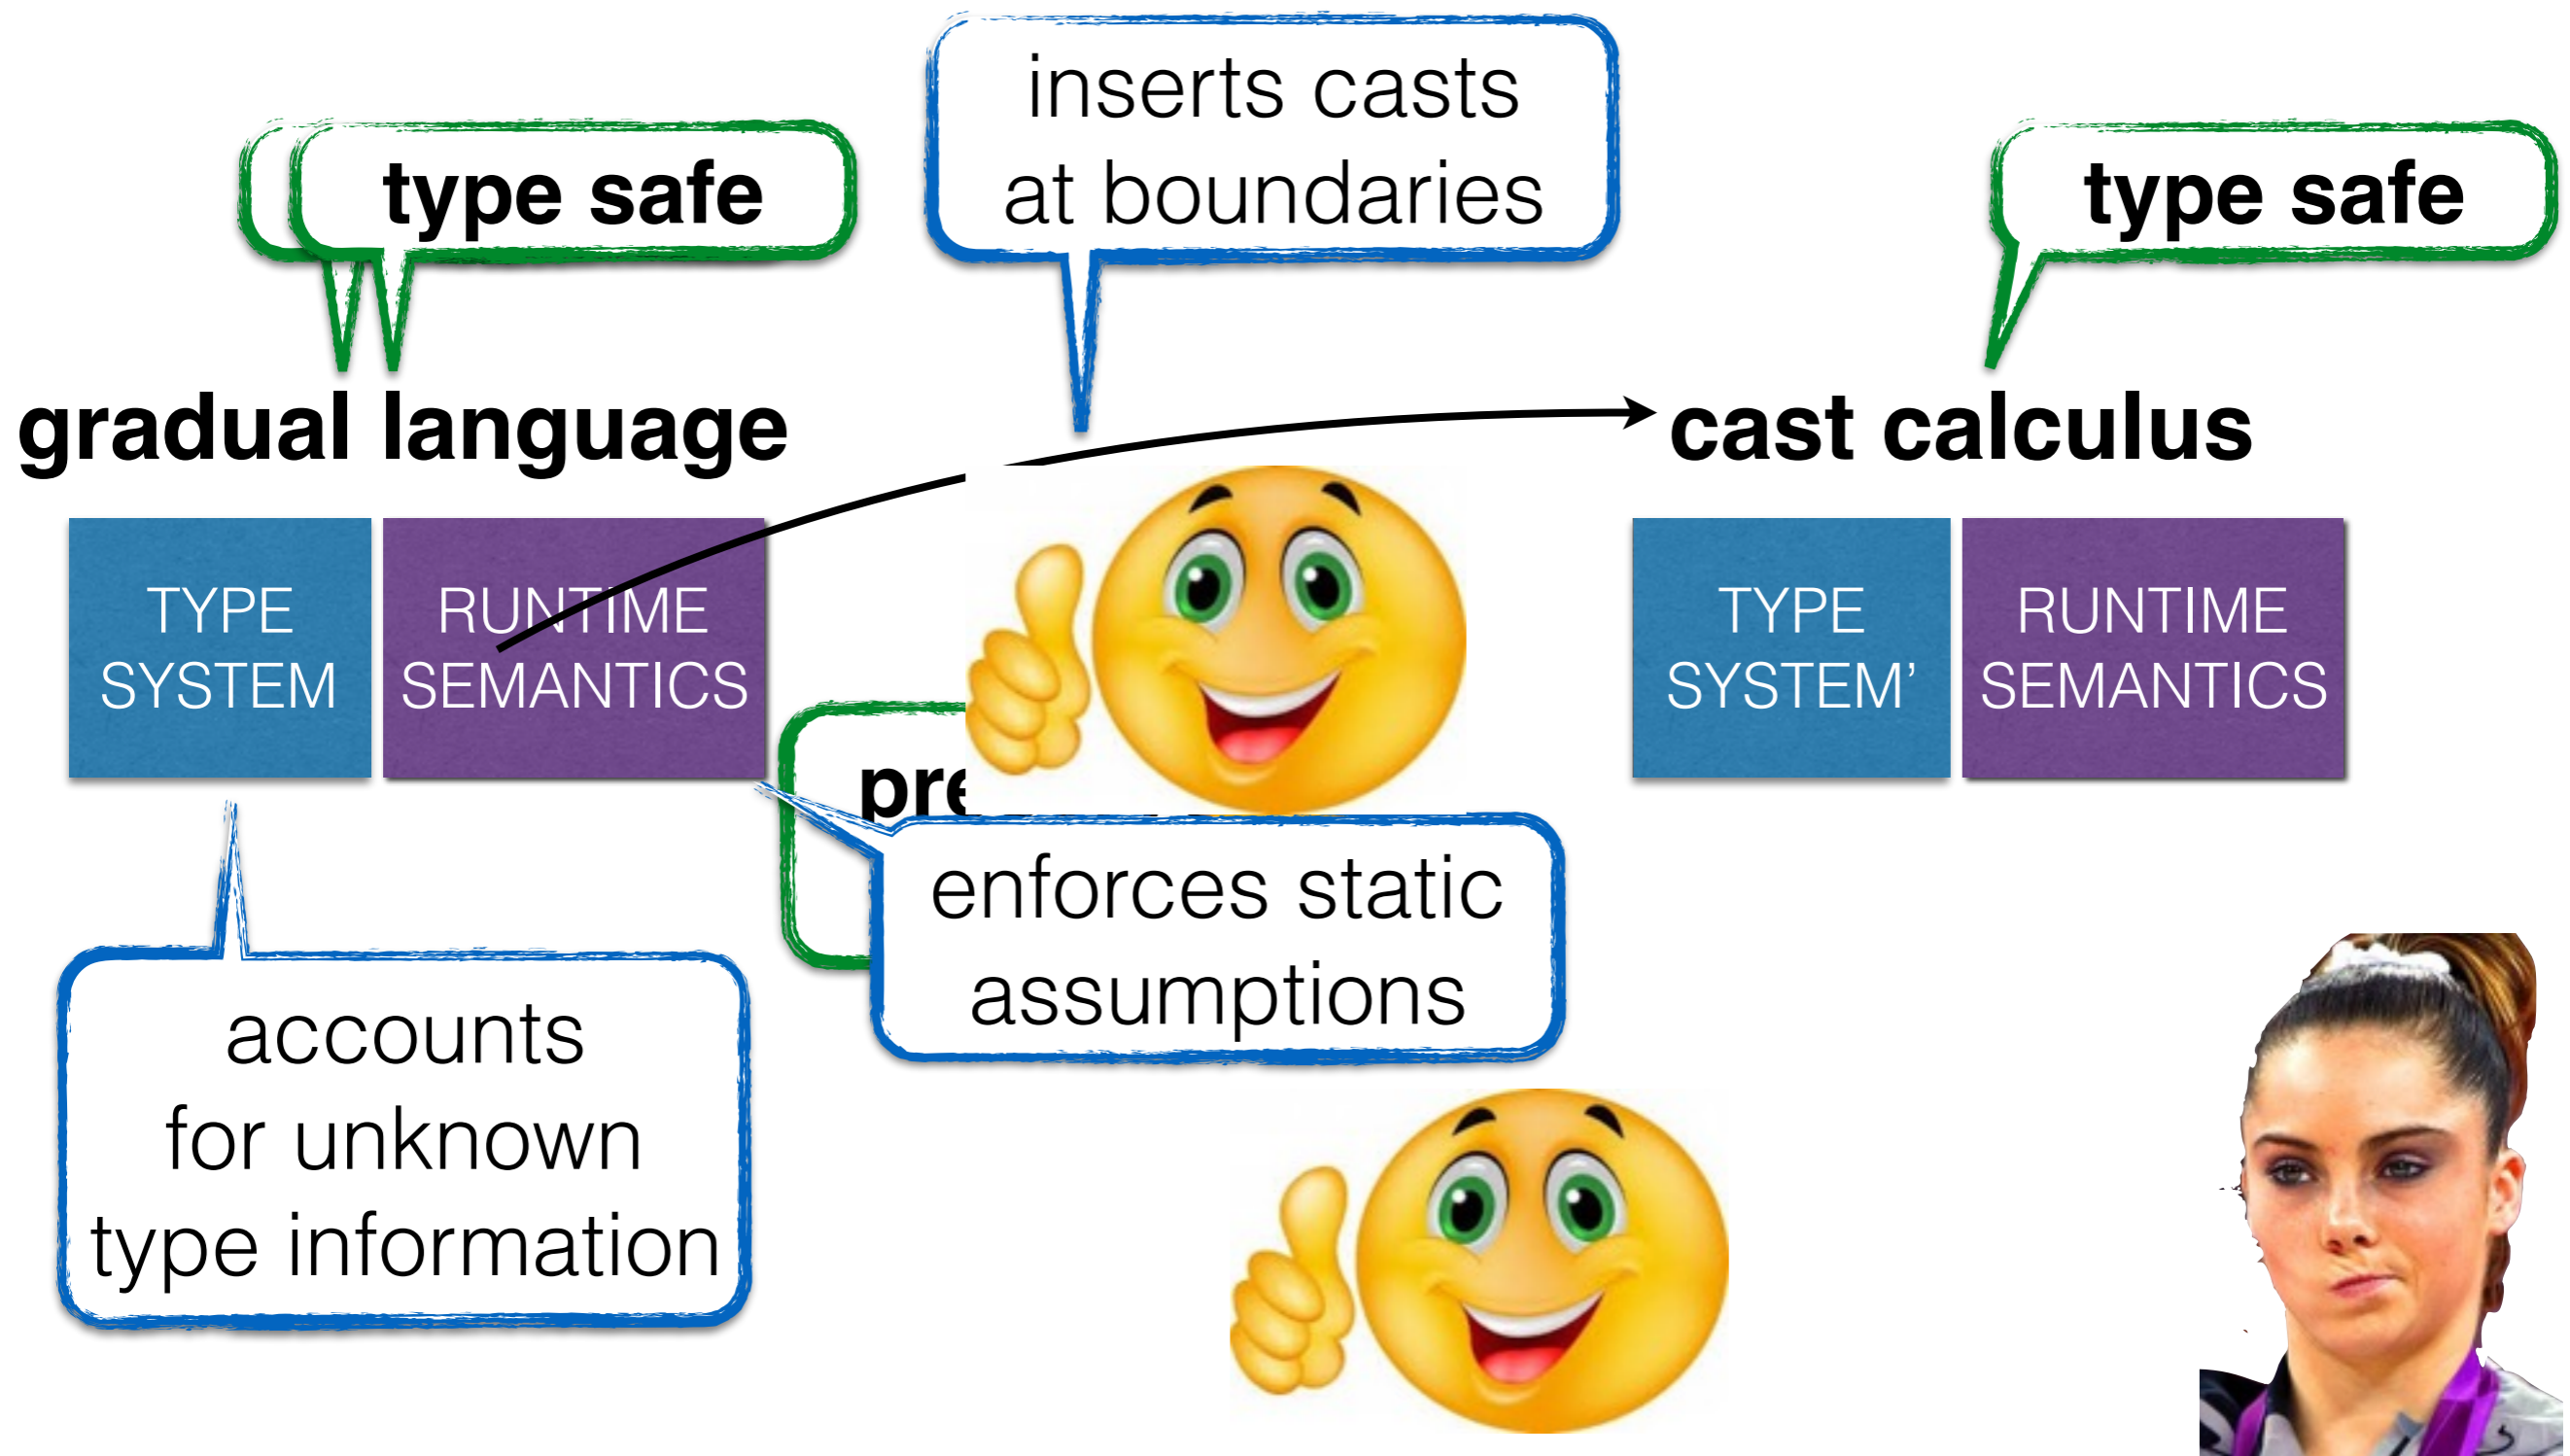 inserts casts
at boundaries
type safe
type safe
gradual language
cast calculus
TYPE
SYSTEM
RUNTIME
SEMANTICS
TYPE
SYSTEM’
RUNTIME
SEMANTICS
enforces static
assumptions
accounts
for unknown
type information